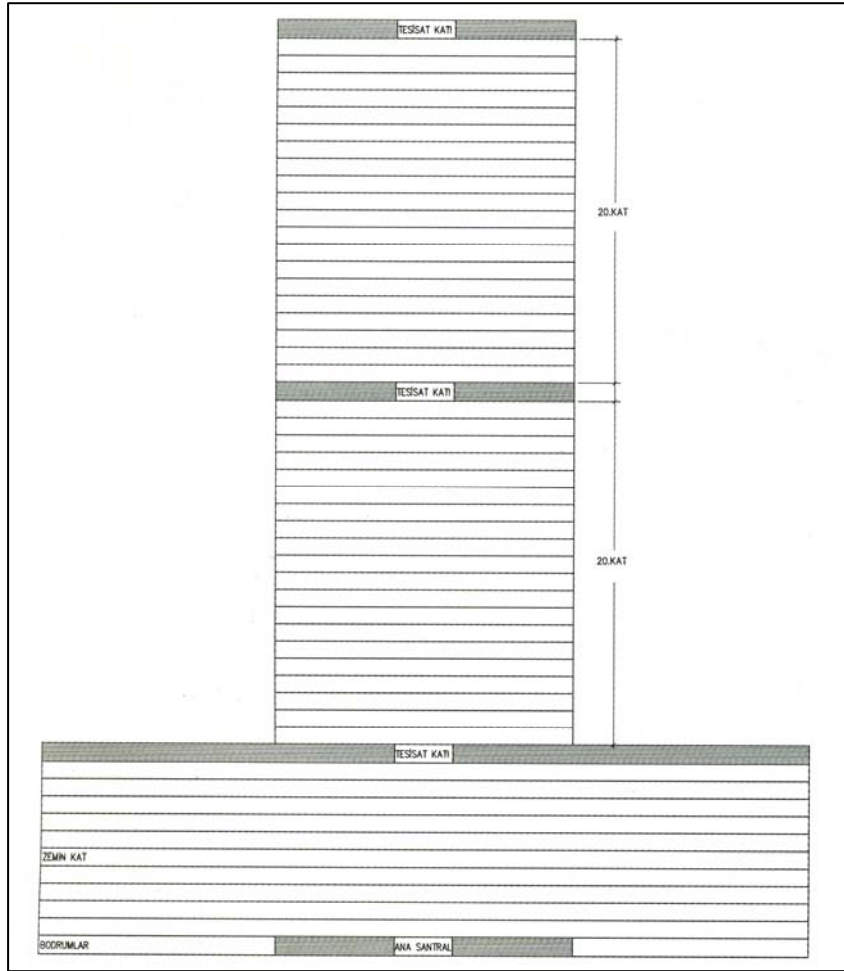 TESİSAT KATI
20.KAT
TESİSAT KATI
20.KAT
TESİSAT KATI
ZEMİN KAT
BODRUMLAR
ANA SANTRAL